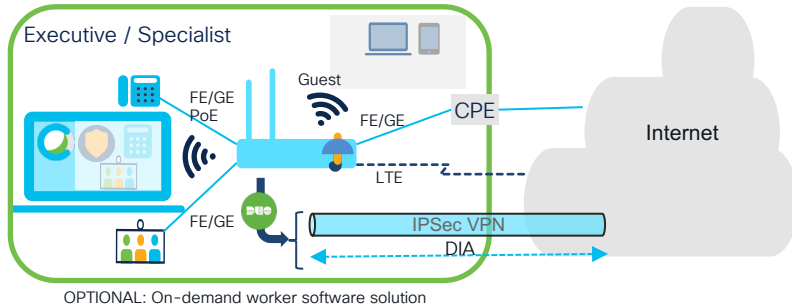 Executive / Specialist
Guest
FE/GE
PoE
FE/GE
CPE
Internet
LTE
DUO
FE/GE
IPSec VPN
DIA
OPTIONAL: On-demand worker software solution